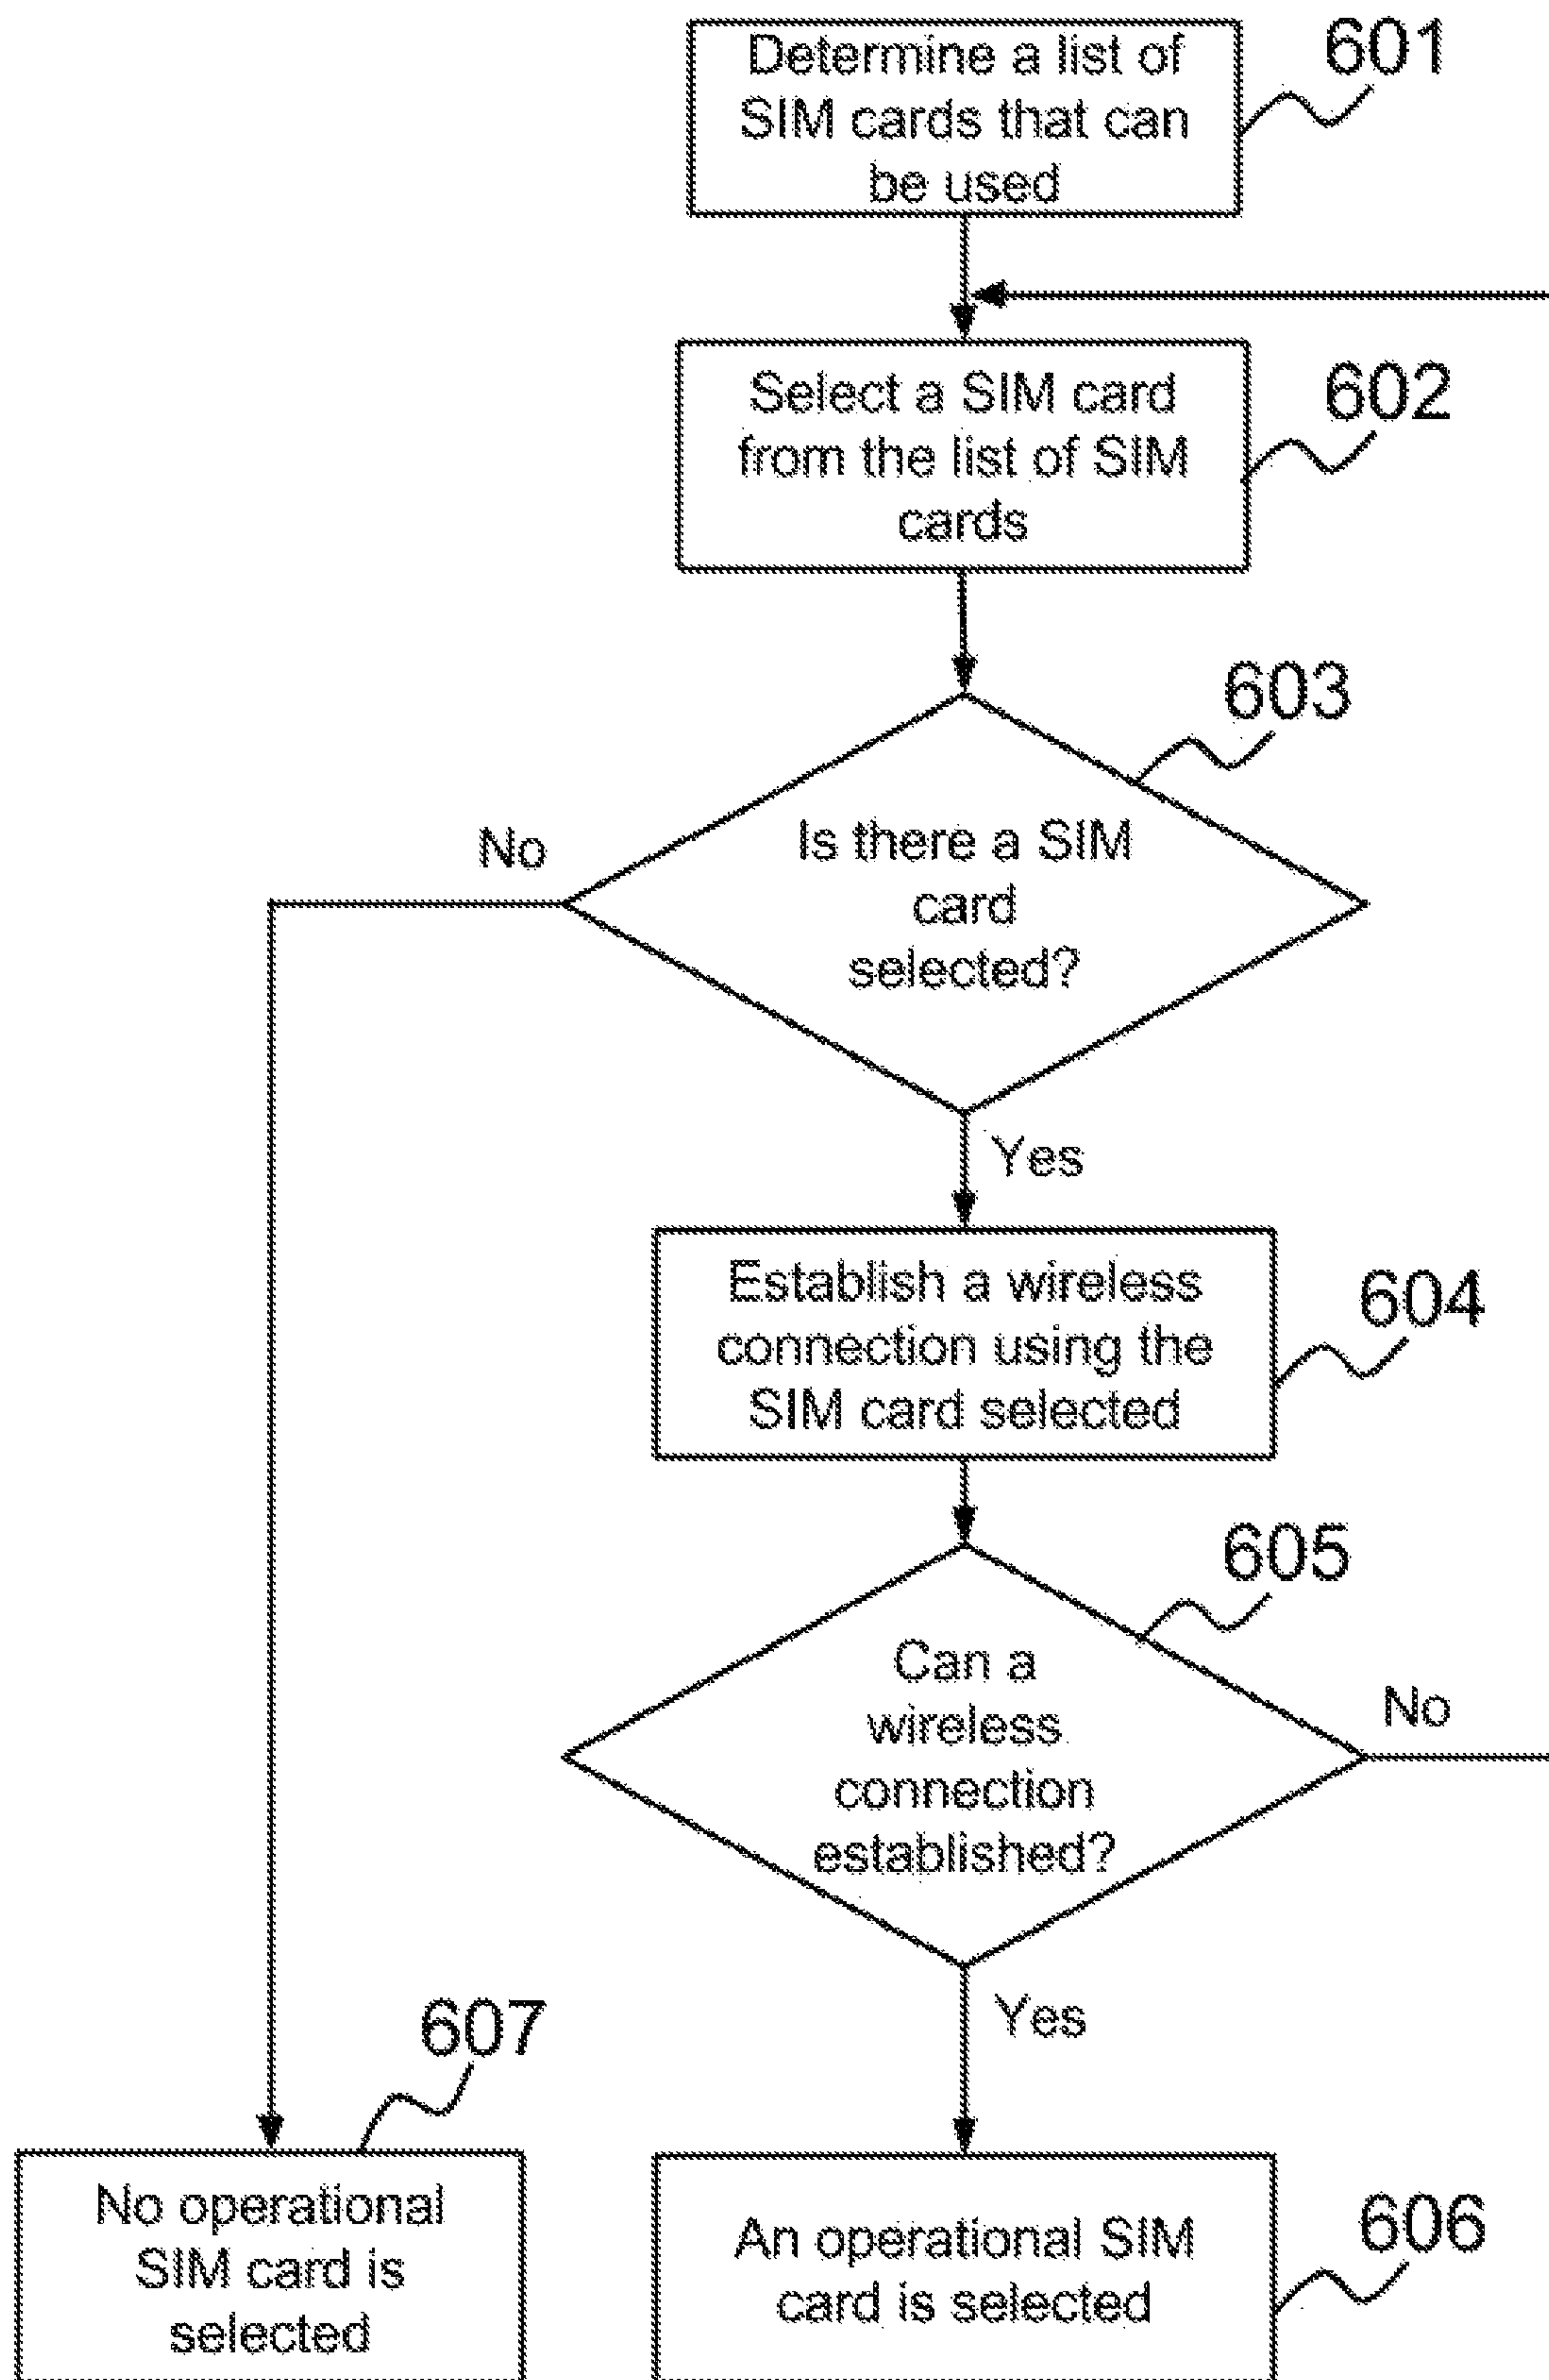 Determine a list of
SIM cards that can
be used
601
Select a SIM card
from the list of SIM
cards
602
603
Is there a SIM
card
selected?
No
Yes
Establish a wireless
connection using the
SIM card selected
604
605
Can a
wireless
connection
established?
No
Yes
607
No operational
SIM card is
selected
An operational SIM
card is selected
606